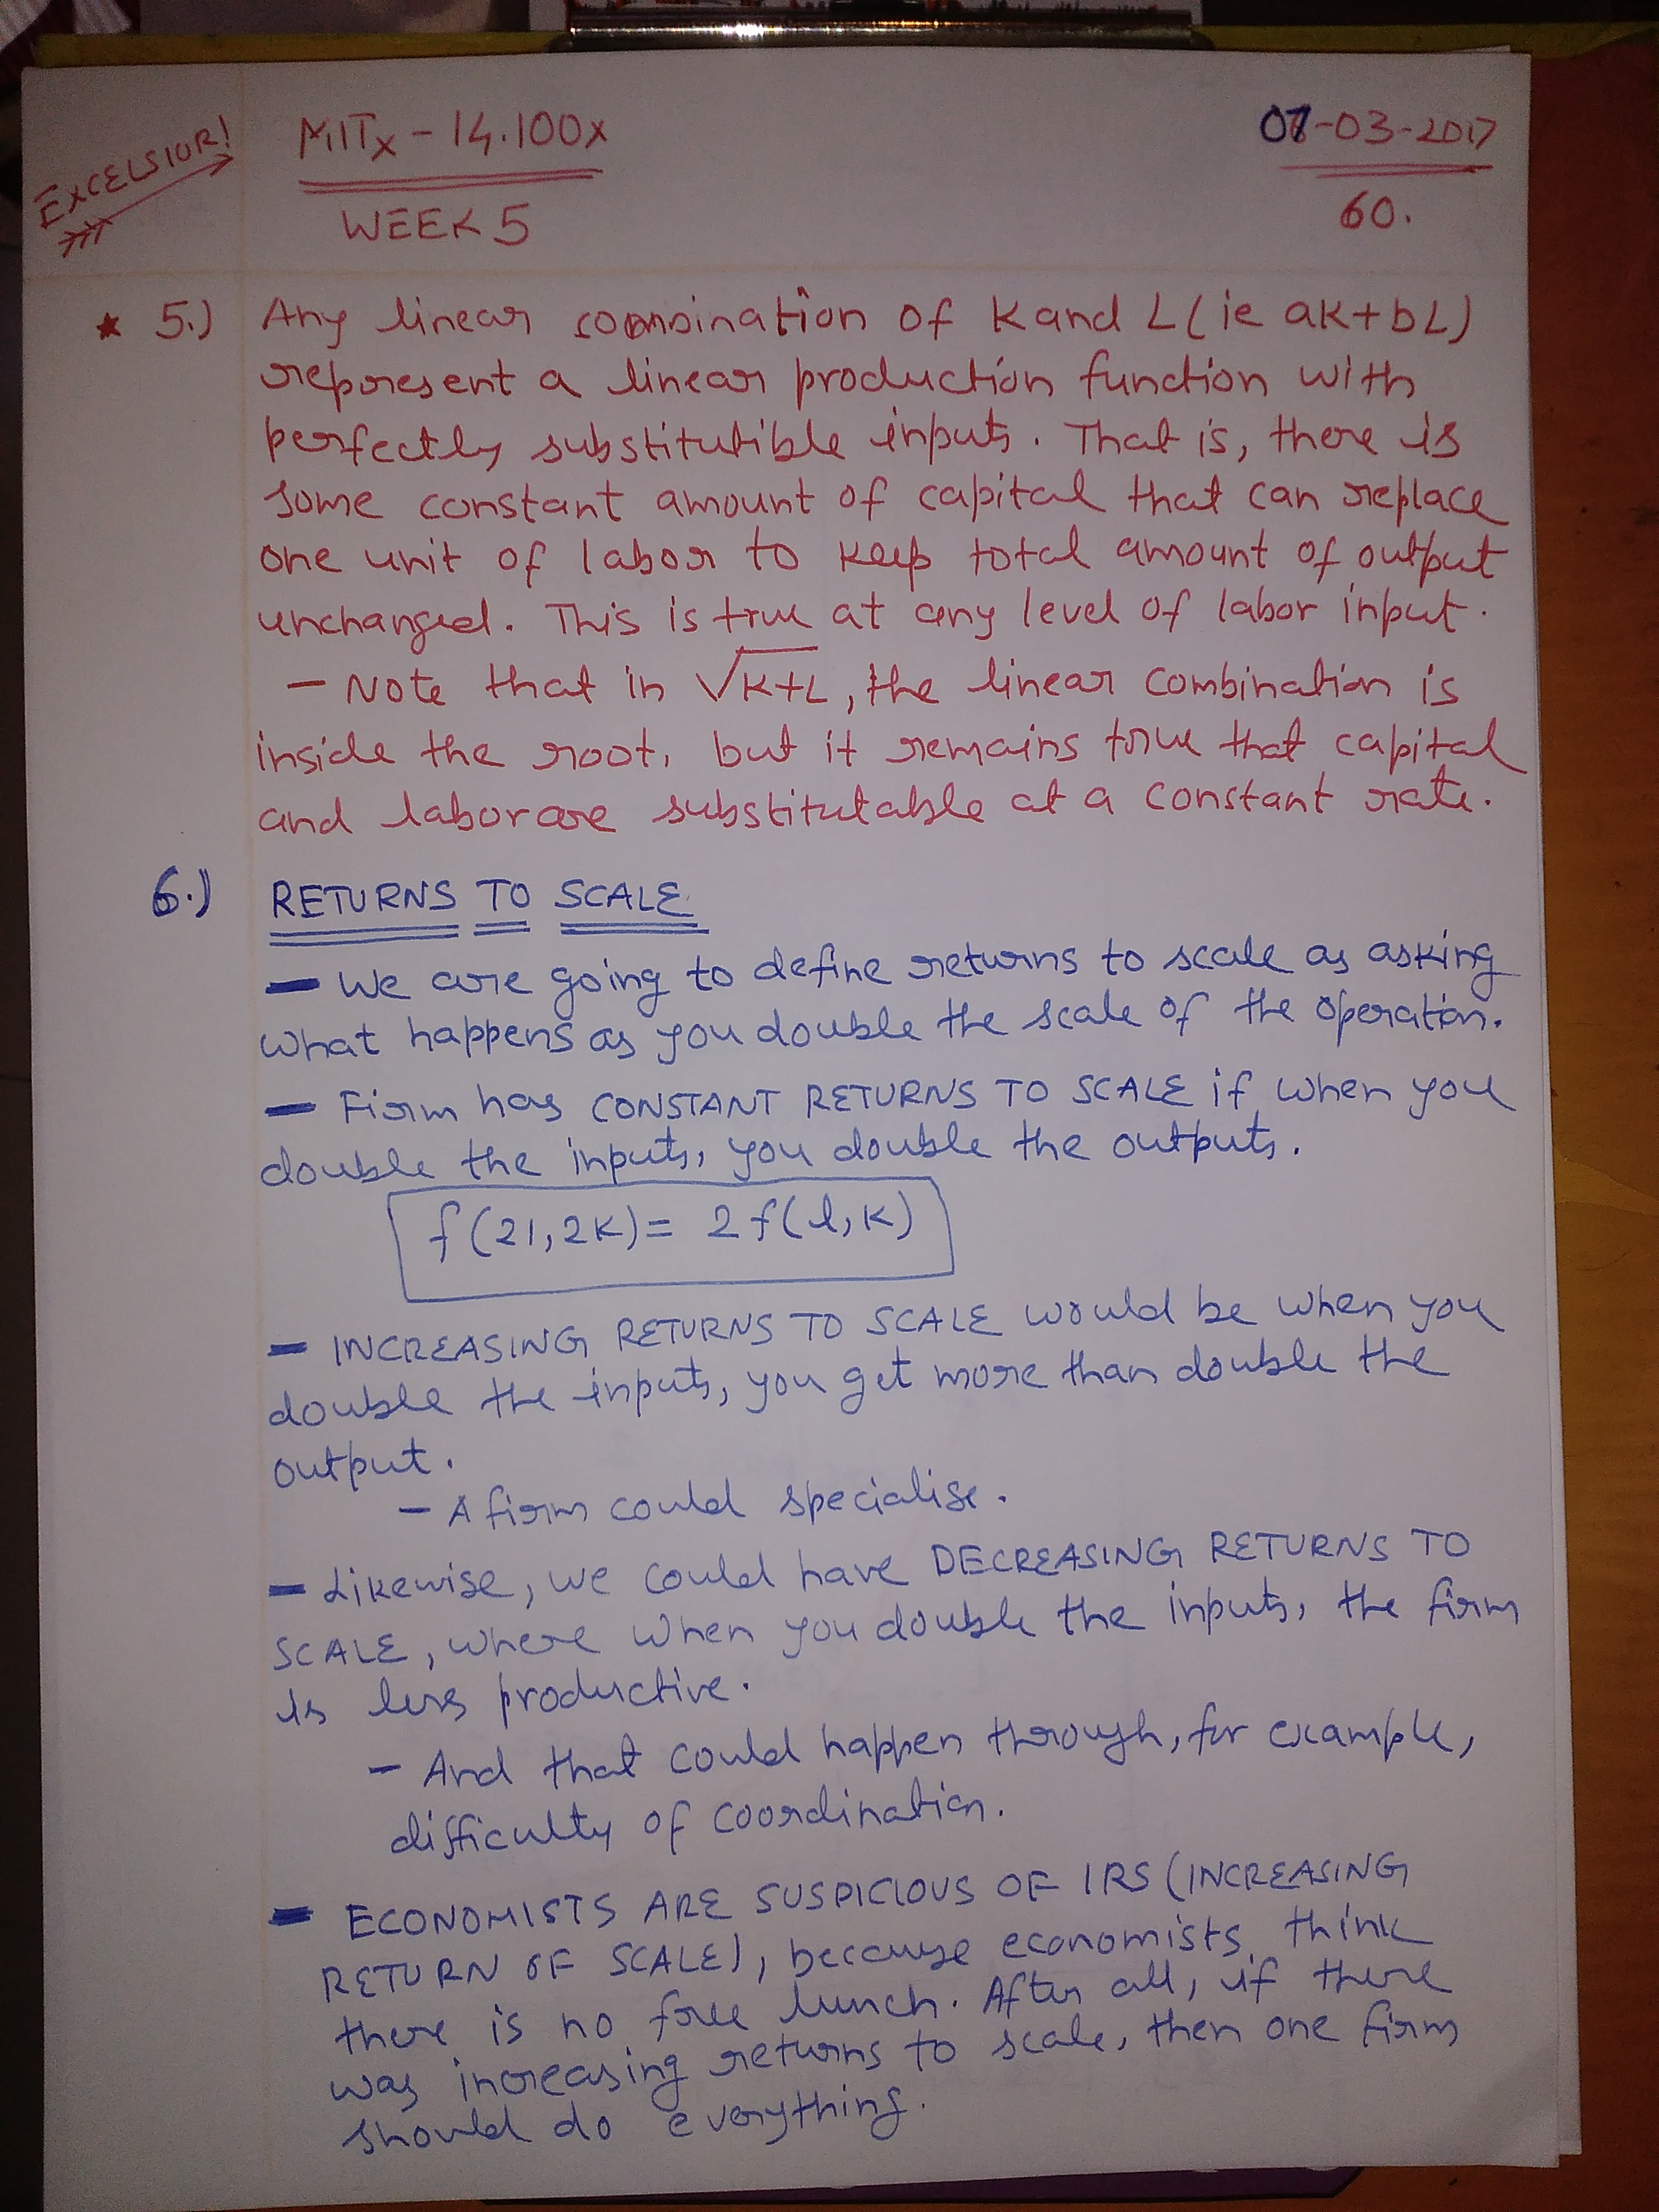 EXCELSIOR!
MITx - 14.100x
07-03-2017
WEEK 5
60.
★ 5.) Any linear combination of K and L (ie aK+bL)
represent a linear production function with
perfectly substitutible inputs. That is, there is
some constant amount of capital that can replace
one unit of labor to keep total amount of output
unchanged. This is true at any level of labor input.
— Note that in √K+L, the linear combination is
inside the root, but it remains true that capital
and labor are substitutable at a constant rate.
6.) RETURNS TO SCALE
— We are going to define returns to scale as asking
what happens as you double the scale of the operation.
— Firm has CONSTANT RETURNS TO SCALE if, when you
double the inputs, you double the outputs.
f(2l, 2K) = 2f(l, K)
— INCREASING RETURNS TO SCALE would be when you
double the inputs, you get more than double the
output.
— A firm could specialise.
— Likewise, we could have DECREASING RETURNS TO
SCALE, where when you double the inputs, the firm
is less productive.
— And that could happen through, for example,
difficulty of coordination.
— ECONOMISTS ARE SUSPICIOUS OF IRS (INCREASING
RETURN OF SCALE), because economists, think
there is no free lunch. After all, if there
was increasing returns to scale, then one firm
should do everything.